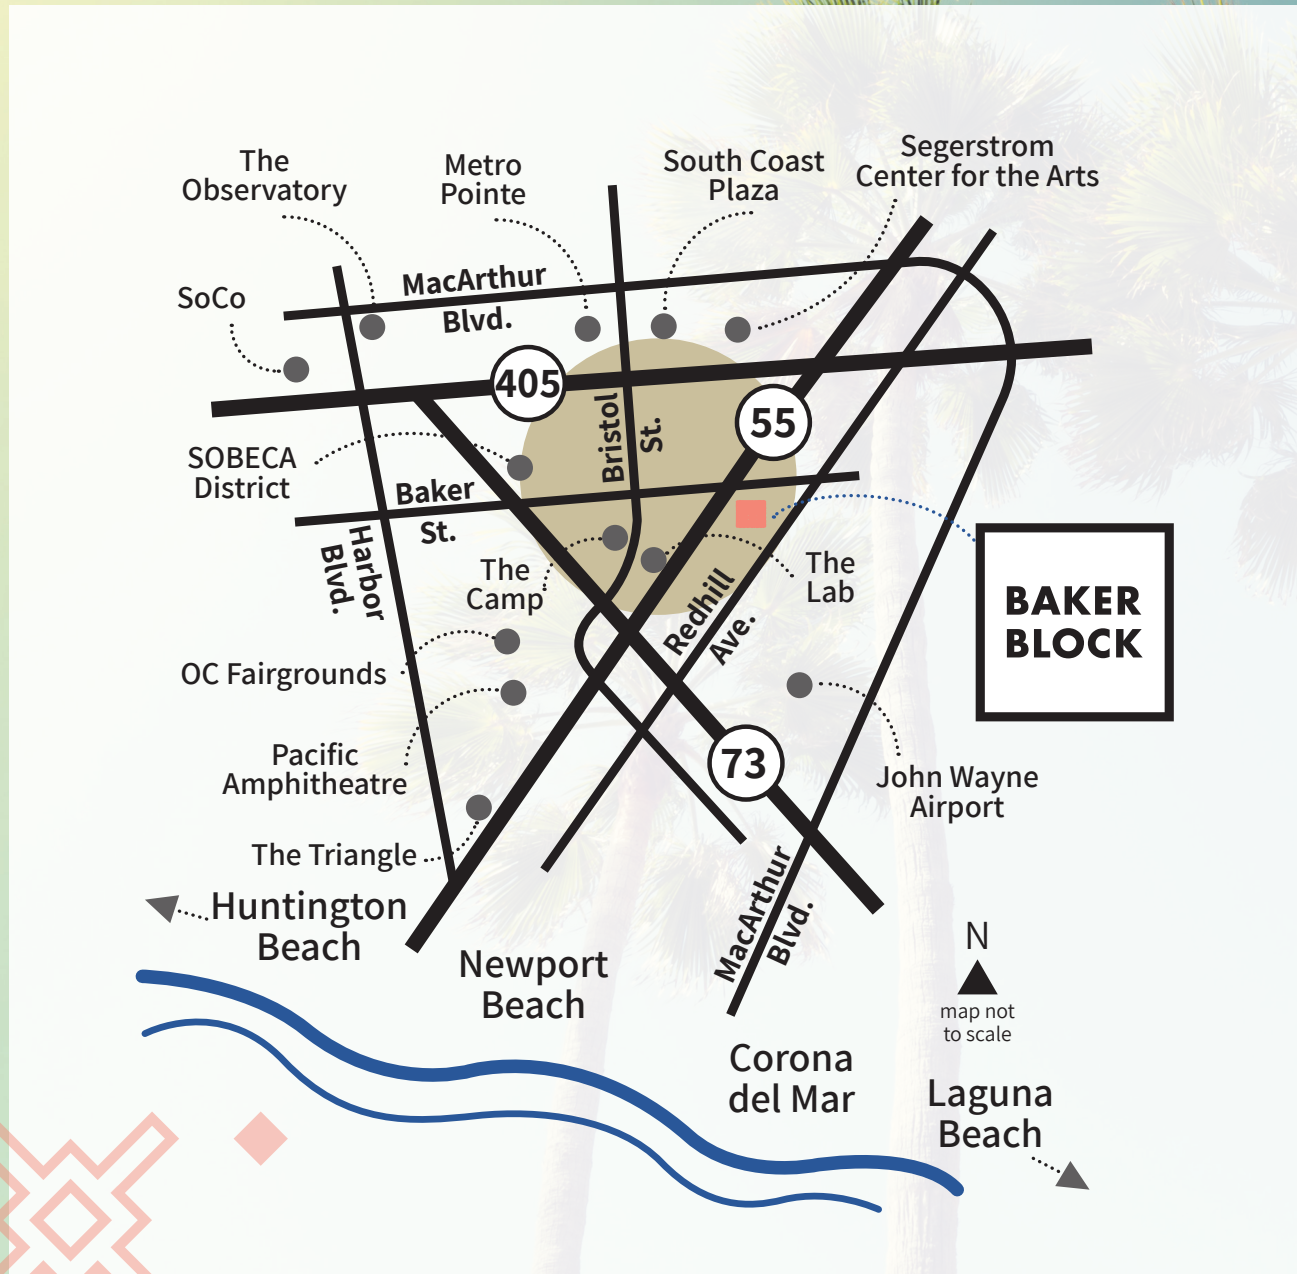 The
Observatory
Metro
Pointe
South Coast
Plaza
Segerstrom
Center for the Arts
SoCo
MacArthur
Blvd.
405
55
Bristol
St.
SOBECA
District
Baker
St.
Harbor
Blvd.
The
Camp
The
Lab
BAKER
BLOCK
Redhill
Ave.
OC Fairgrounds
Pacific
Amphitheatre
73
John Wayne
Airport
The Triangle
MacArthur
Blvd.
Huntington
Beach
Newport
Beach
N
map not
to scale
Corona
del Mar
Laguna
Beach